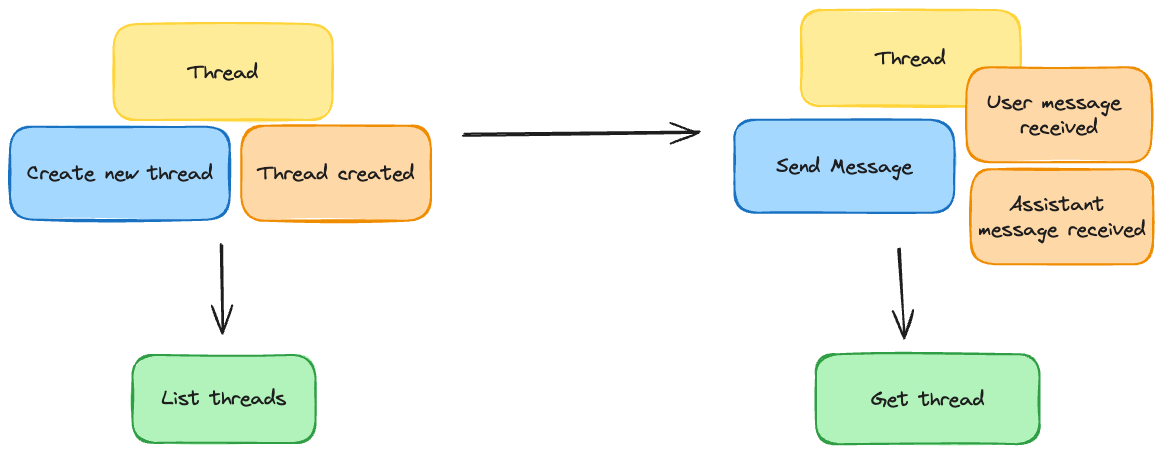 Thread
Create new thread
Thread created
List threads
Thread
User message
received
Send Message
Assistant
message received
Get thread